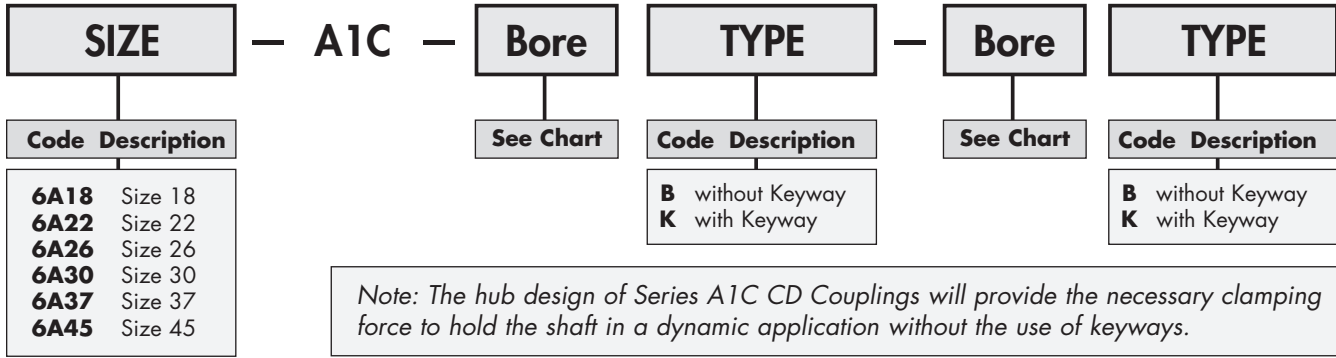 SIZE — A1C — Bore TYPE — Bore TYPE
Code Description See Chart Code Description See Chart Code Description
6A18 Size 18
6A22 Size 22
6A26 Size 26
6A30 Size 30
6A37 Size 37
6A45 Size 45
B without Keyway
K with Keyway
B without Keyway
K with Keyway
Note: The hub design of Series A1C CD Couplings will provide the necessary clamping
force to hold the shaft in a dynamic application without the use of keyways.